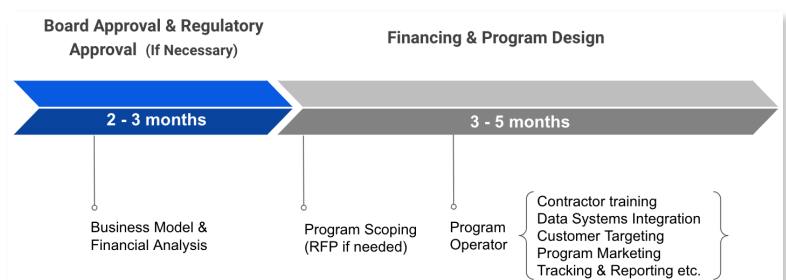 Board Approval & Regulatory
Approval (If Necessary)
Financing & Program Design
2 - 3 months
3 - 5 months
Business Model &
Financial Analysis
Program Scoping
(RFP if needed)
Program
Operator
Contractor training
Data Systems Integration
Customer Targeting
Program Marketing
Tracking & Reporting etc.